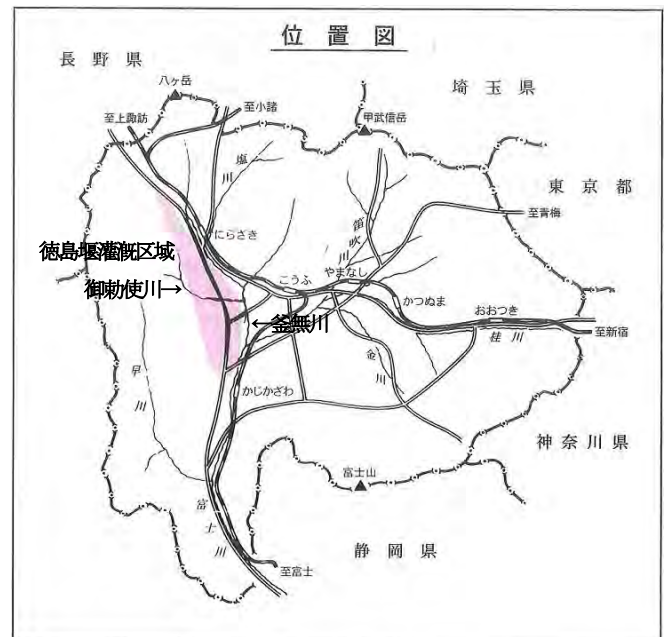 位置図
長野県
八ヶ岳
埼玉県
至上諏訪
至小諸
甲武信岳
塩川
東京都
笛吹川
至青梅
にらさき
徳島堰灌漑区域
御勅使川→
こうふ
やまなし
かつぬま
おおつき
←釜無川
至新宿
桂川
金川
早川
かじかざわ
神奈川県
富士山
富士川
静岡県
至富士